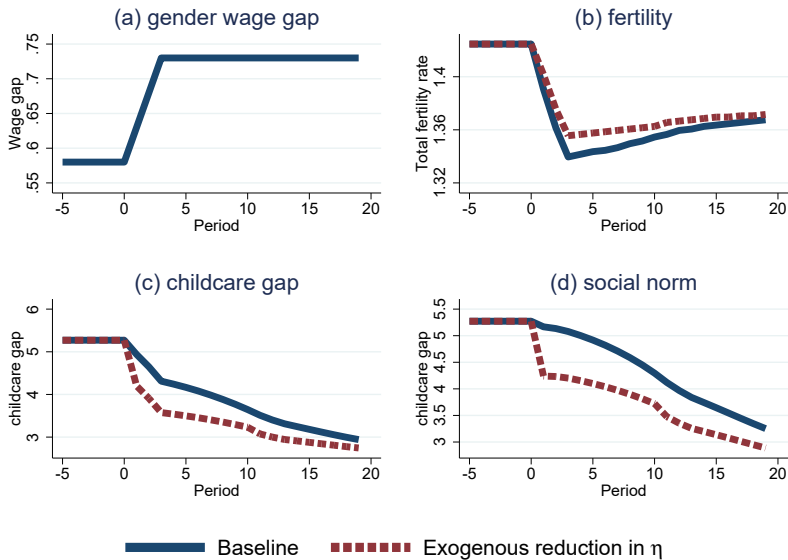 (a) gender wage gap
Wage gap
.75
.7
.65
.6
.55
-5 0 5 10 15 20
Period
(b) fertility
Total fertility rate
1.4
1.36
1.32
-5 0 5 10 15 20
Period
(c) childcare gap
childcare gap
6
5
4
3
-5 0 5 10 15 20
Period
(d) social norm
childcare gap
5.5
5
4.5
4
3.5
3
-5 0 5 10 15 20
Period
Baseline Exogenous reduction in η